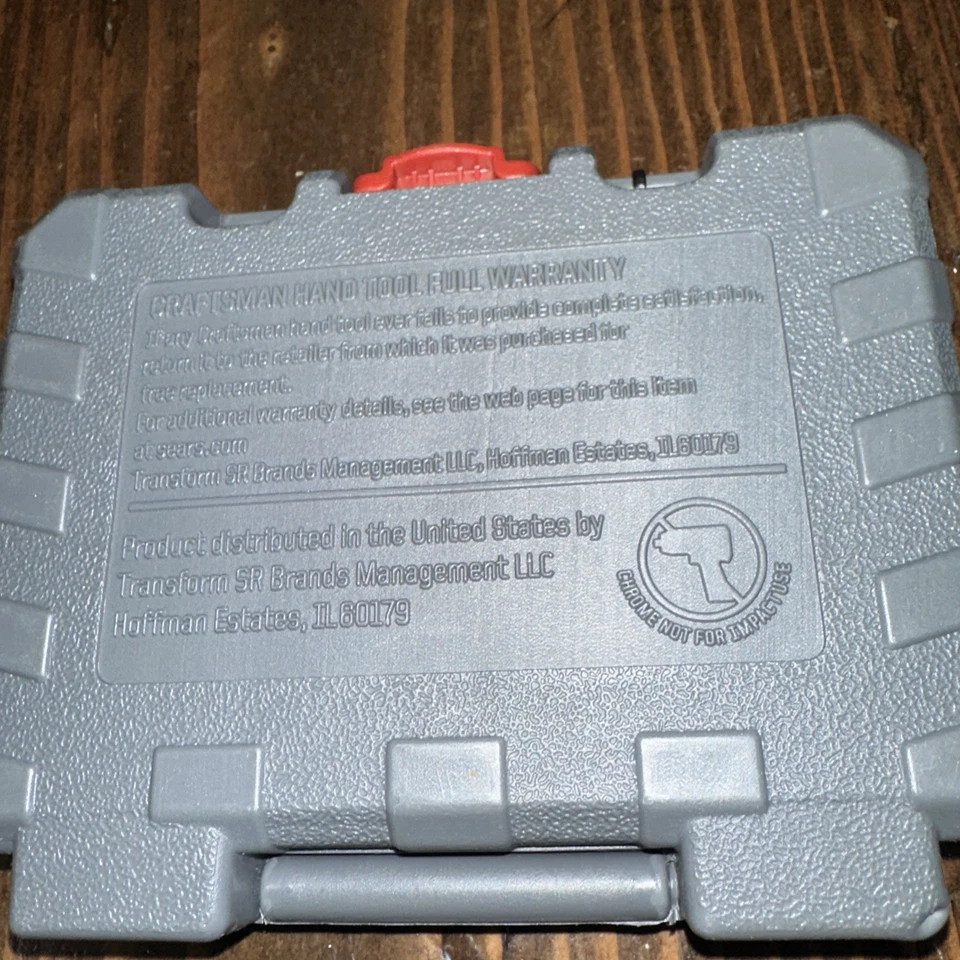 CRAFTSMAN HAND TOOL FULL WARRANTY
If any Craftsman hand tool ever fails to provide complete satisfaction,
return it to the retailer from which it was purchased for
free replacement.
For additional warranty details, see the web page for this item
at sears.com
Transform SR Brands Management LLC, Hoffman Estates, IL 60179
Product distributed in the United States by
Transform SR Brands Management LLC
Hoffman Estates, IL 60179
CHROME NOT FOR IMPACT USE